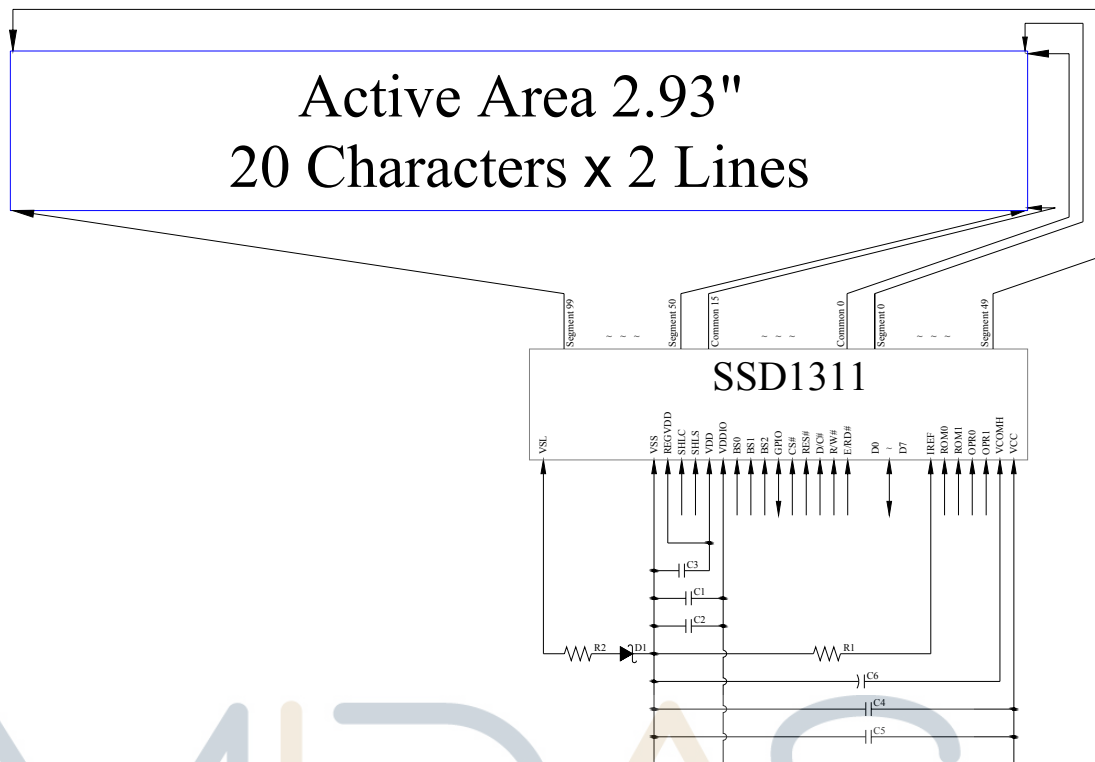 Active Area 2.93"
20 Characters x 2 Lines
Segment 99
~ ~ ~
Segment 50
Common 15
~ ~ ~
Common 0
Segment 0
~ ~ ~
Segment 49
SSD1311
VSL
VSS
REGVDD
SHLC
SHLS
VDD
VDDIO
BS0
BS1
BS2
GPIO
CS#
RES#
D/C#
R/W#
E/RD#
D0
~
D7
IREF
ROM0
ROM1
OPR0
OPR1
VCOMH
VCC
C3
C1
C2
R2
D1
R1
C6
C4
C5
MIDAS